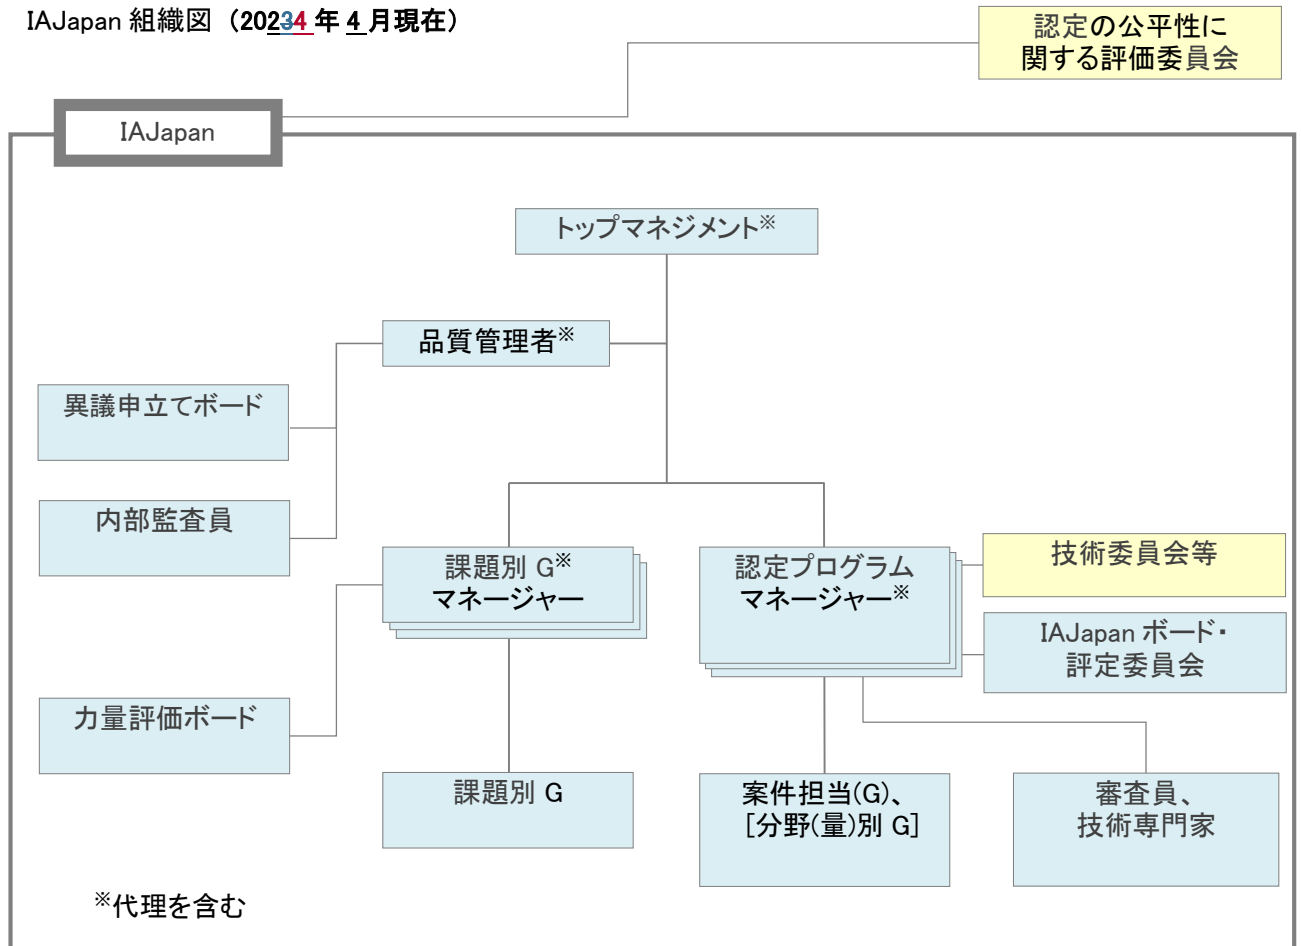 IAJapan 組織図（20234 年 4 月現在）
認定の公平性に
関する評価委員会
IAJapan
トップマネジメント※
品質管理者※
異議申立てボード
内部監査員
課題別 G※
マネージャー
認定プログラム
マネージャー※
技術委員会等
IAJapan ボード・
評定委員会
力量評価ボード
課題別 G
案件担当(G)、
［分野(量)別 G］
審査員、
技術専門家
※代理を含む